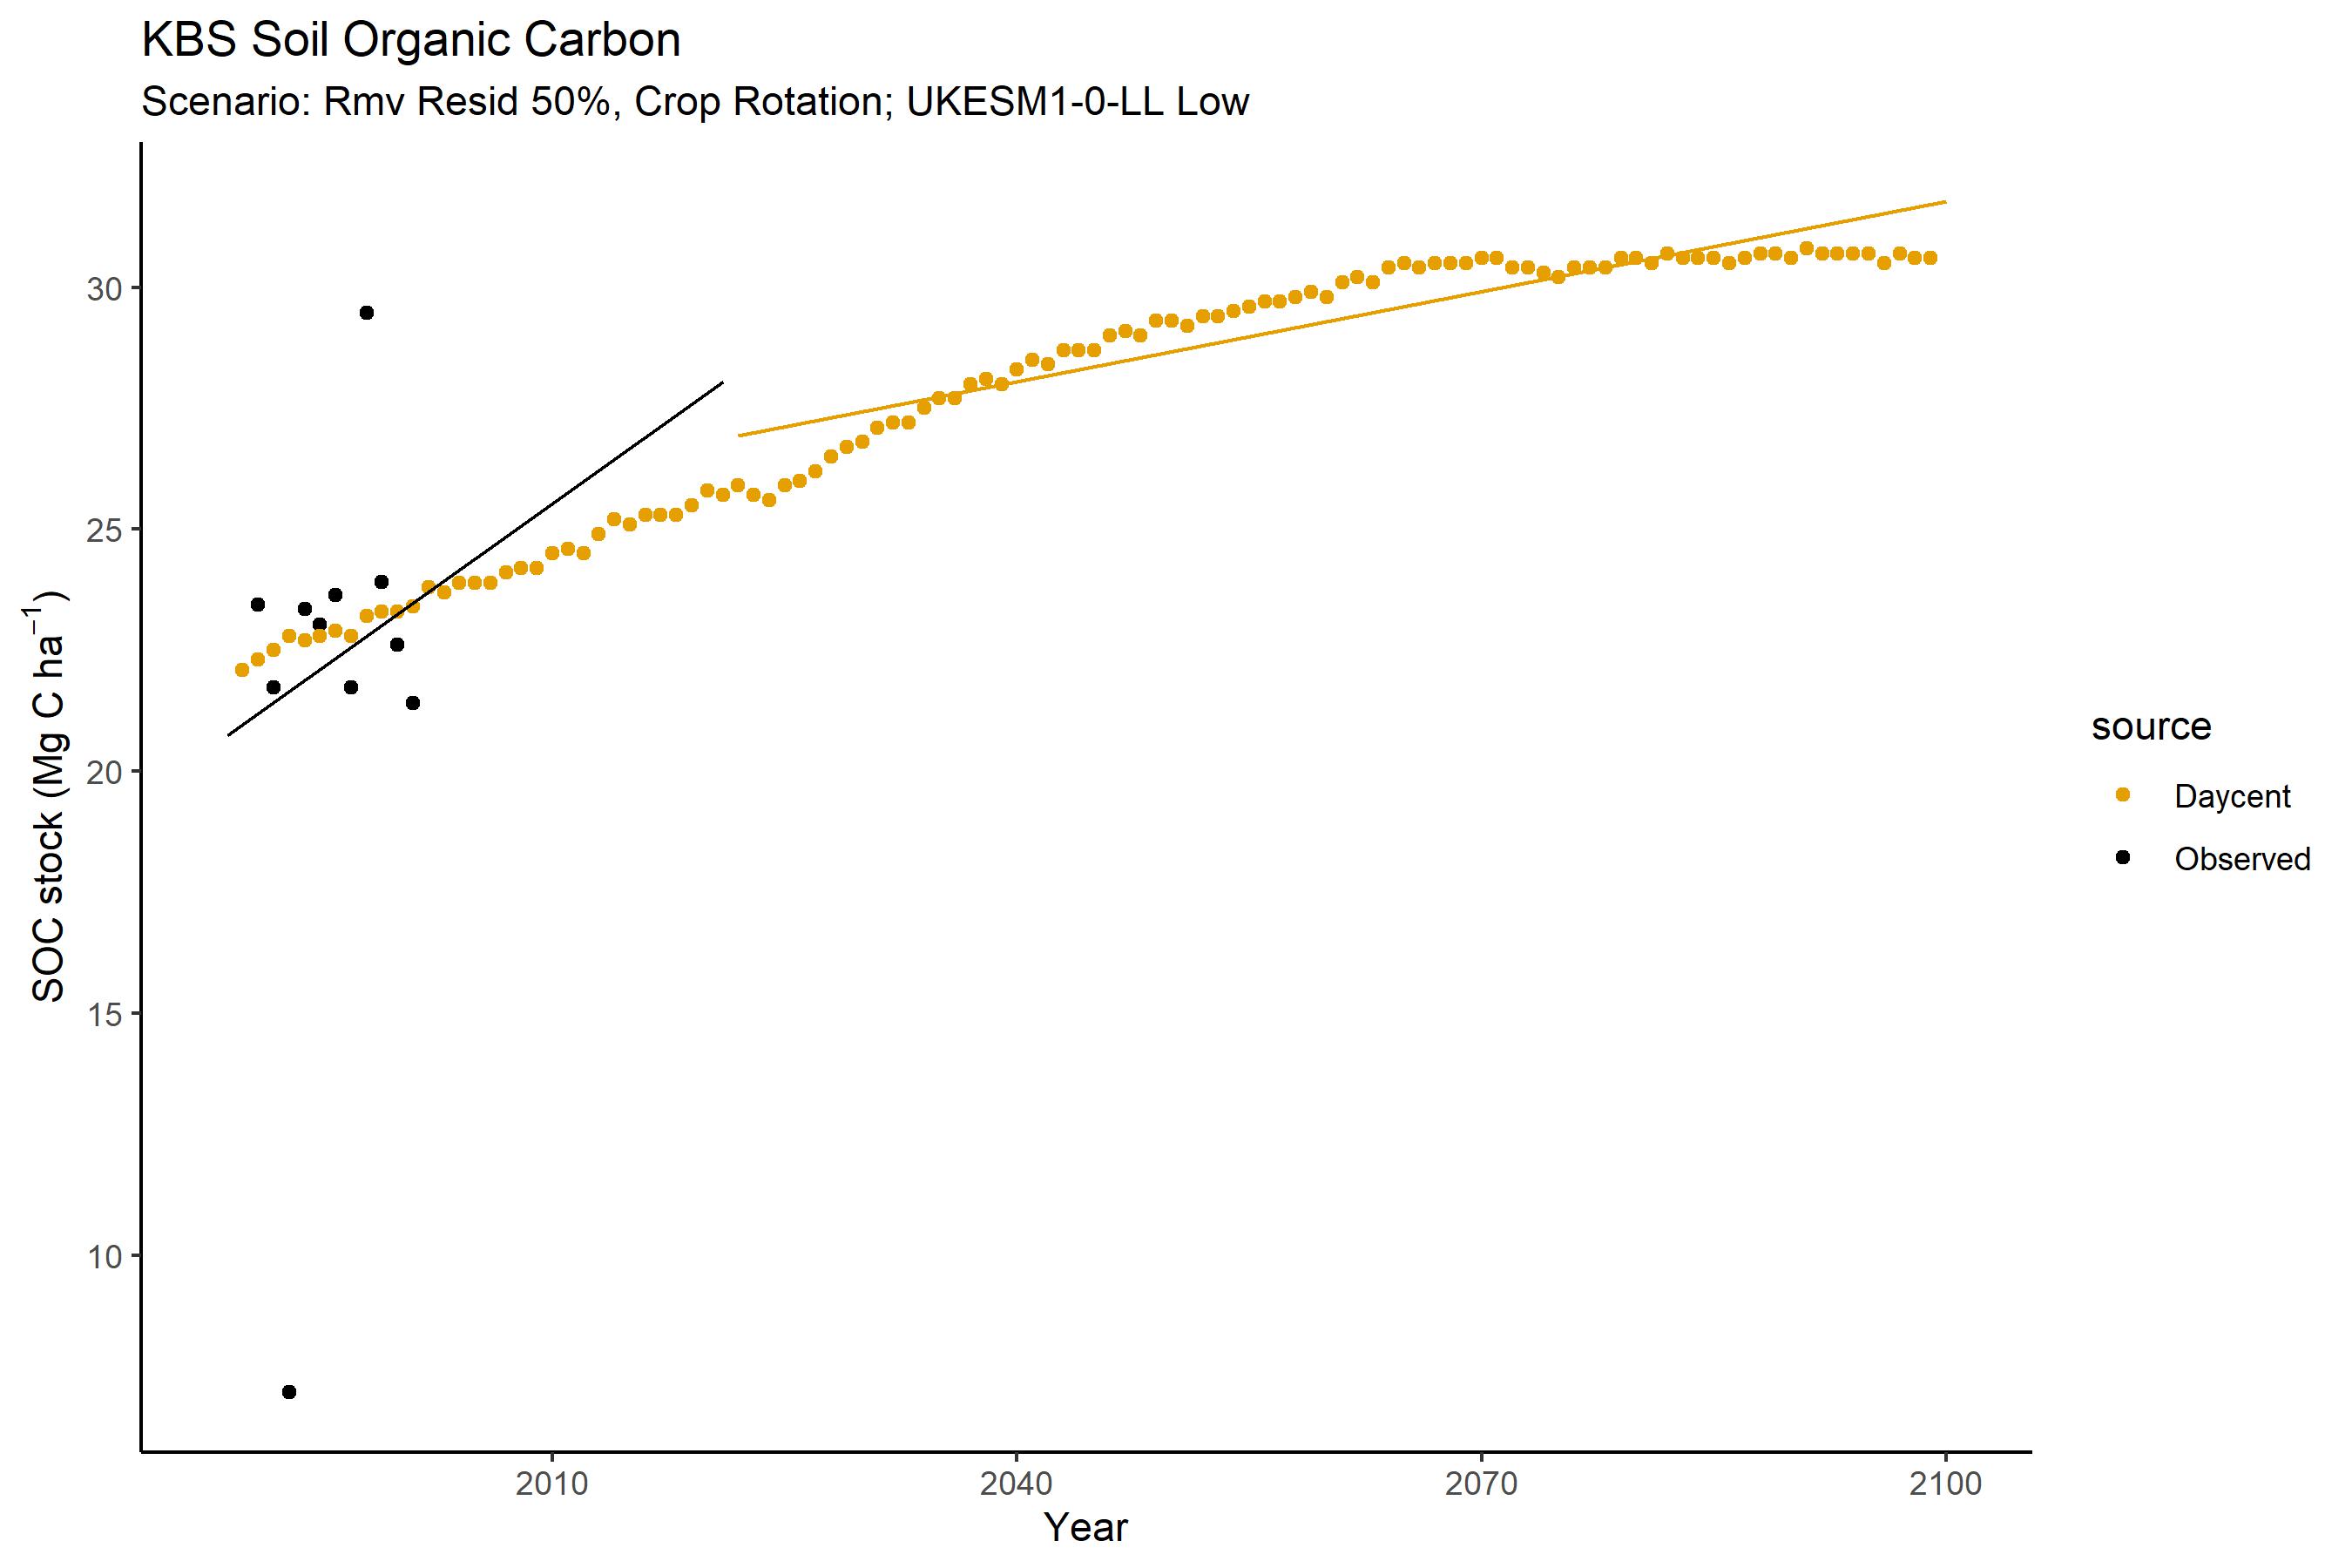 KBS Soil Organic Carbon
Scenario: Rmv Resid 50%, Crop Rotation; UKESM1-0-LL Low
SOC stock (Mg C ha⁻¹)
30
25
20
15
10
2010
2040
2070
2100
Year
source
Daycent
Observed